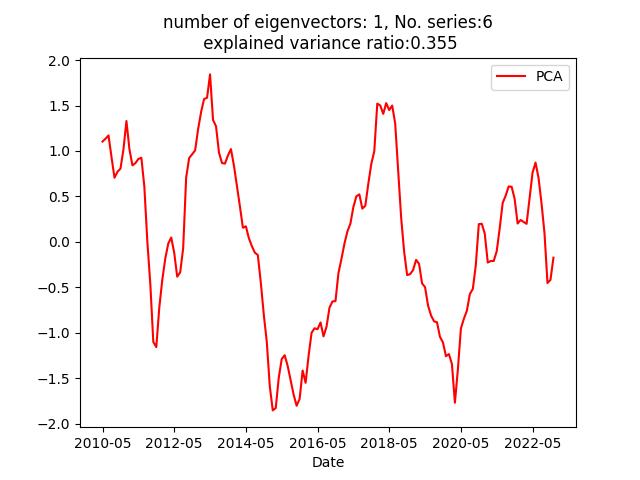 number of eigenvectors: 1, No. series:6
explained variance ratio:0.355
PCA
2.0
1.5
1.0
0.5
0.0
−0.5
−1.0
−1.5
−2.0
2010-05 2012-05 2014-05 2016-05 2018-05 2020-05 2022-05
Date